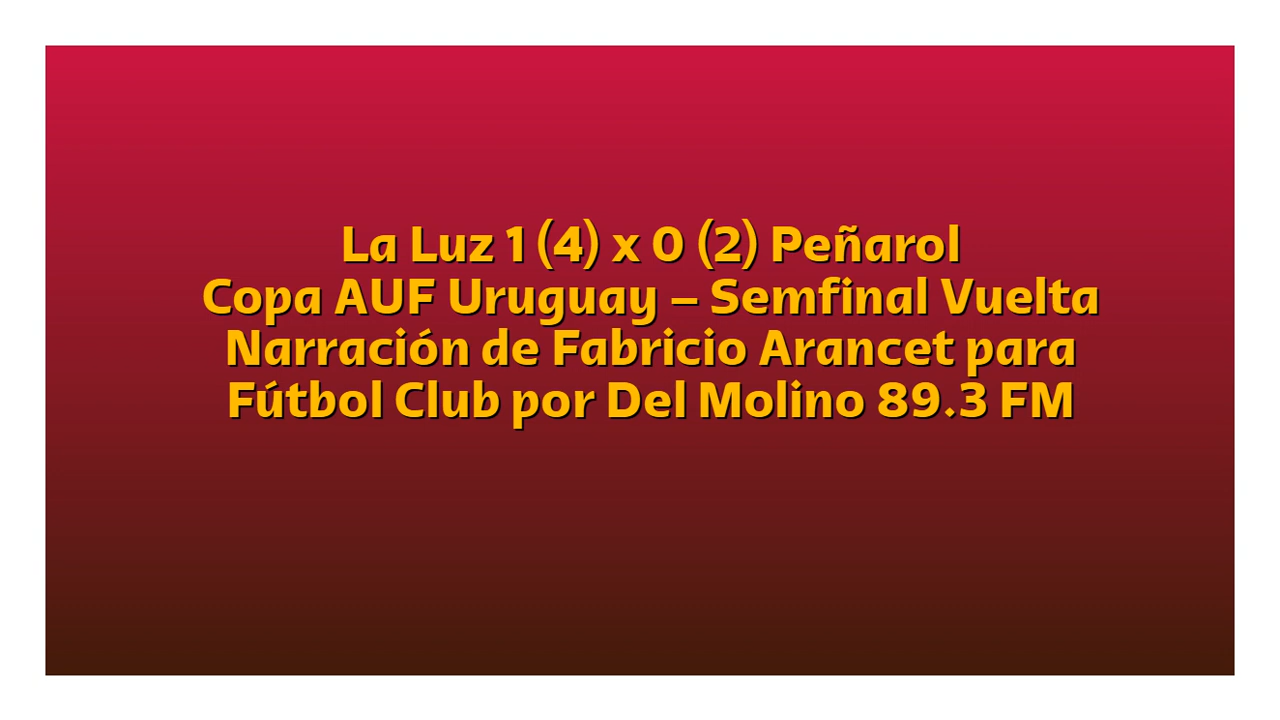 La Luz 1 (4) x 0 (2) Peñarol
Copa AUF Uruguay – Semfinal Vuelta
Narración de Fabricio Arancet para
Fútbol Club por Del Molino 89.3 FM